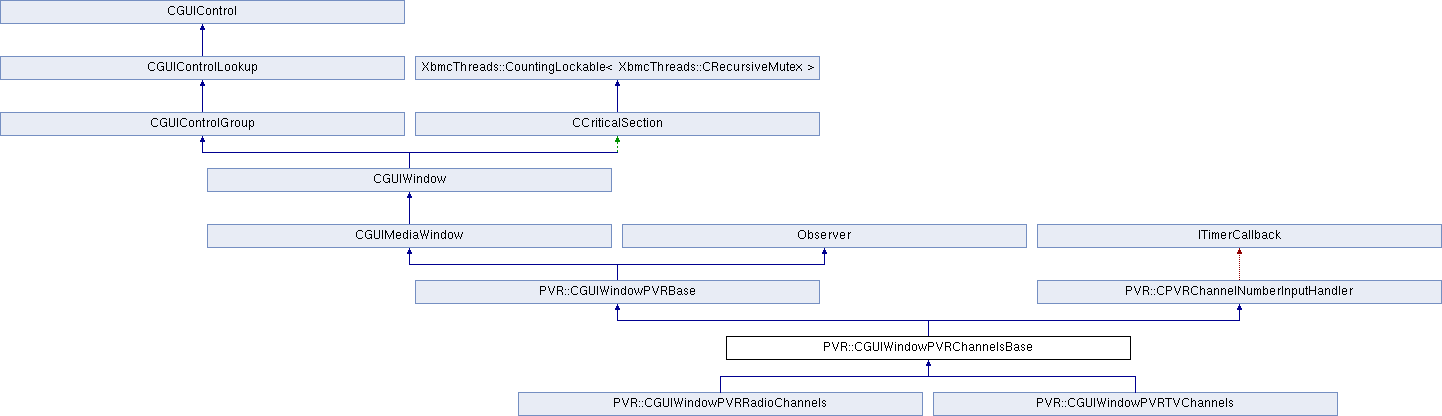 CGUIControl
CGUIControlLookup
XbmcThreads::CountingLockable< XbmcThreads::CRecursiveMutex >
CGUIControlGroup
CCriticalSection
CGUIWindow
CGUIMediaWindow
Observer
ITimerCallback
PVR::CGUIWindowPVRBase
PVR::CPVRChannelNumberInputHandler
PVR::CGUIWindowPVRChannelsBase
PVR::CGUIWindowPVRRadioChannels
PVR::CGUIWindowPVRTVChannels